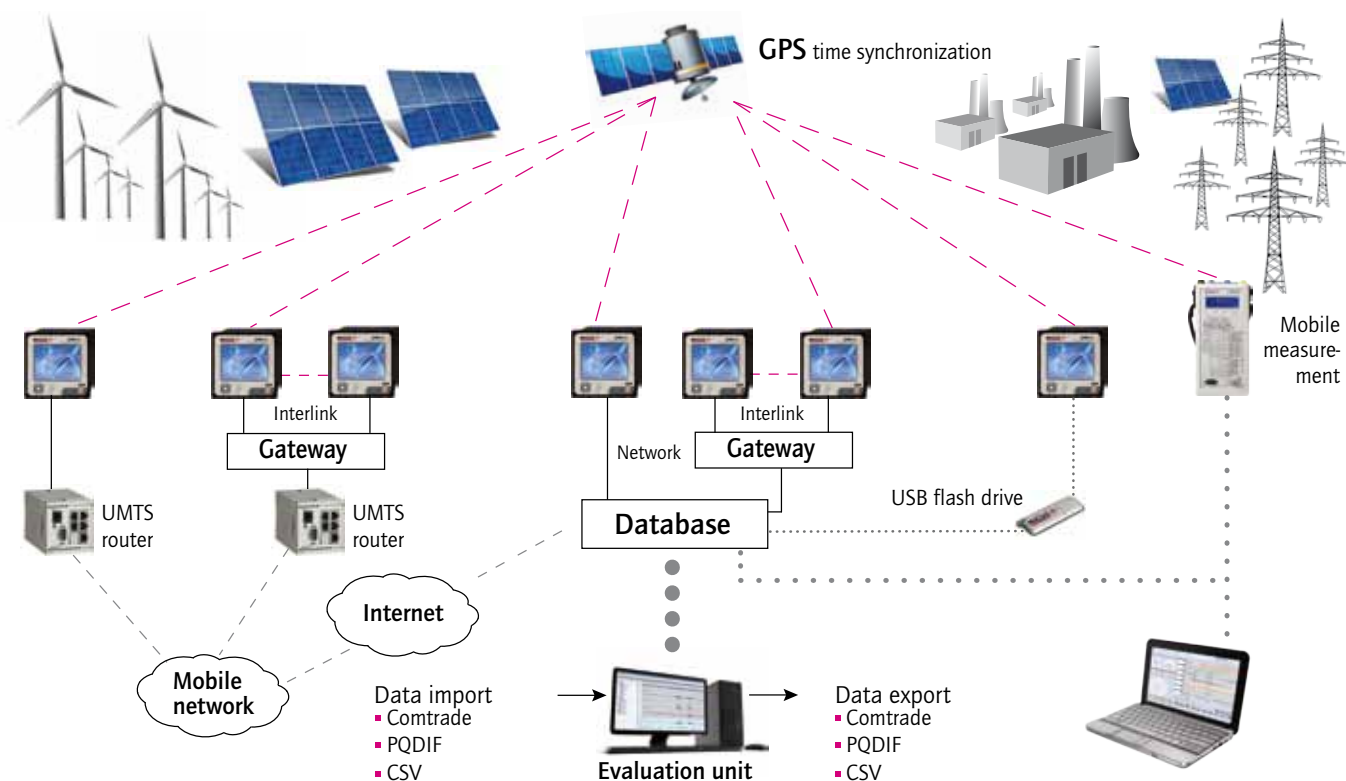 GPS time synchronization
Mobile
measure-
ment
Interlink
Interlink
Gateway
Network
Gateway
UMTS
router
UMTS
router
USB flash drive
Database
Internet
Mobile
network
Data import
▪ Comtrade
▪ PQDIF
▪ CSV
Evaluation unit
Data export
▪ Comtrade
▪ PQDIF
▪ CSV